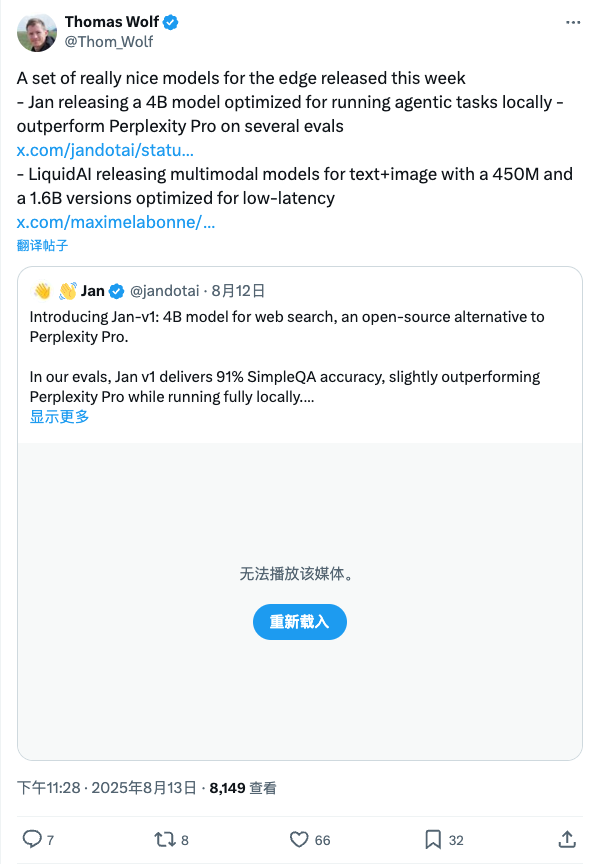 Thomas Wolf
@Thom_Wolf
A set of really nice models for the edge released this week
- Jan releasing a 4B model optimized for running agentic tasks locally -
outperform Perplexity Pro on several evals
x.com/jandotai/statu...
- LiquidAI releasing multimodal models for text+image with a 450M and
a 1.6B versions optimized for low-latency
x.com/maximelabonne/...
翻译帖子
👋 👋 Jan @jandotai · 8月12日
Introducing Jan-v1: 4B model for web search, an open-source alternative to
Perplexity Pro.
In our evals, Jan v1 delivers 91% SimpleQA accuracy, slightly outperforming
Perplexity Pro while running fully locally....
显示更多
无法播放该媒体。
重新载入
下午11:28 · 2025年8月13日 · 8,149 查看
7 8 66 32